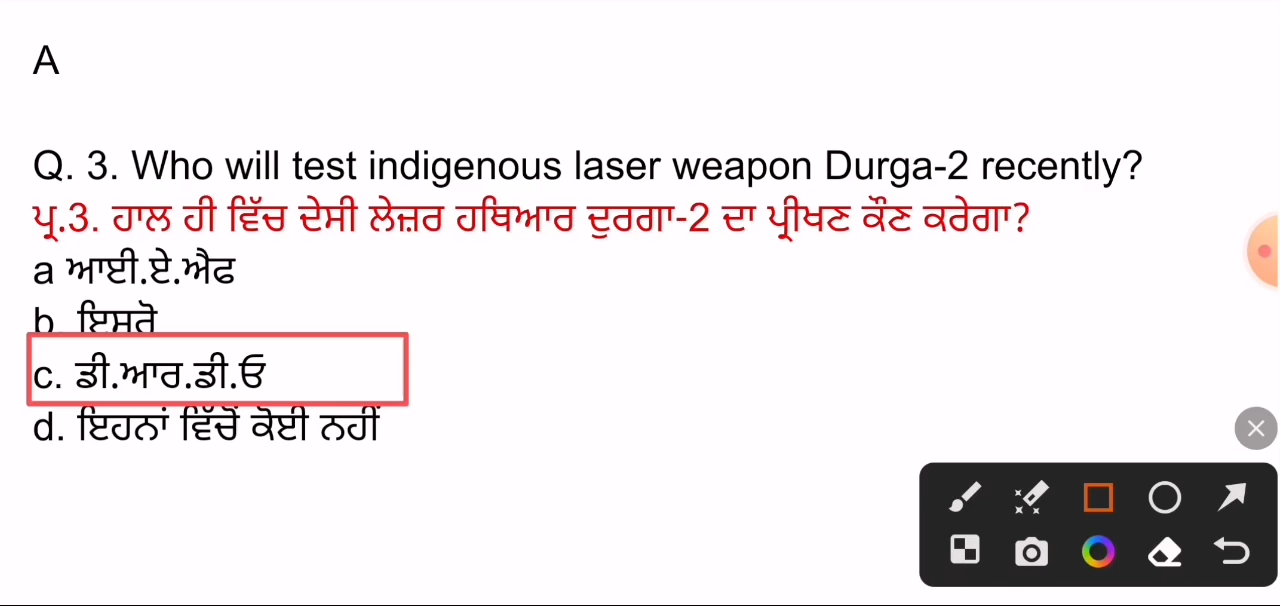 A
Q. 3. Who will test indigenous laser weapon Durga-2 recently?
ਪ੍ਰ.3. ਹਾਲ ਹੀ ਵਿੱਚ ਦੇਸੀ ਲੇਜ਼ਰ ਹਥਿਆਰ ਦੁਰਗਾ-2 ਦਾ ਪ੍ਰੀਖਣ ਕੌਣ ਕਰੇਗਾ?
a ਆਈ.ਏ.ਐਫ
b. ਇਸਰੋ
c. ਡੀ.ਆਰ.ਡੀ.ਓ
d. ਇਹਨਾਂ ਵਿੱਚੋਂ ਕੋਈ ਨਹੀਂ